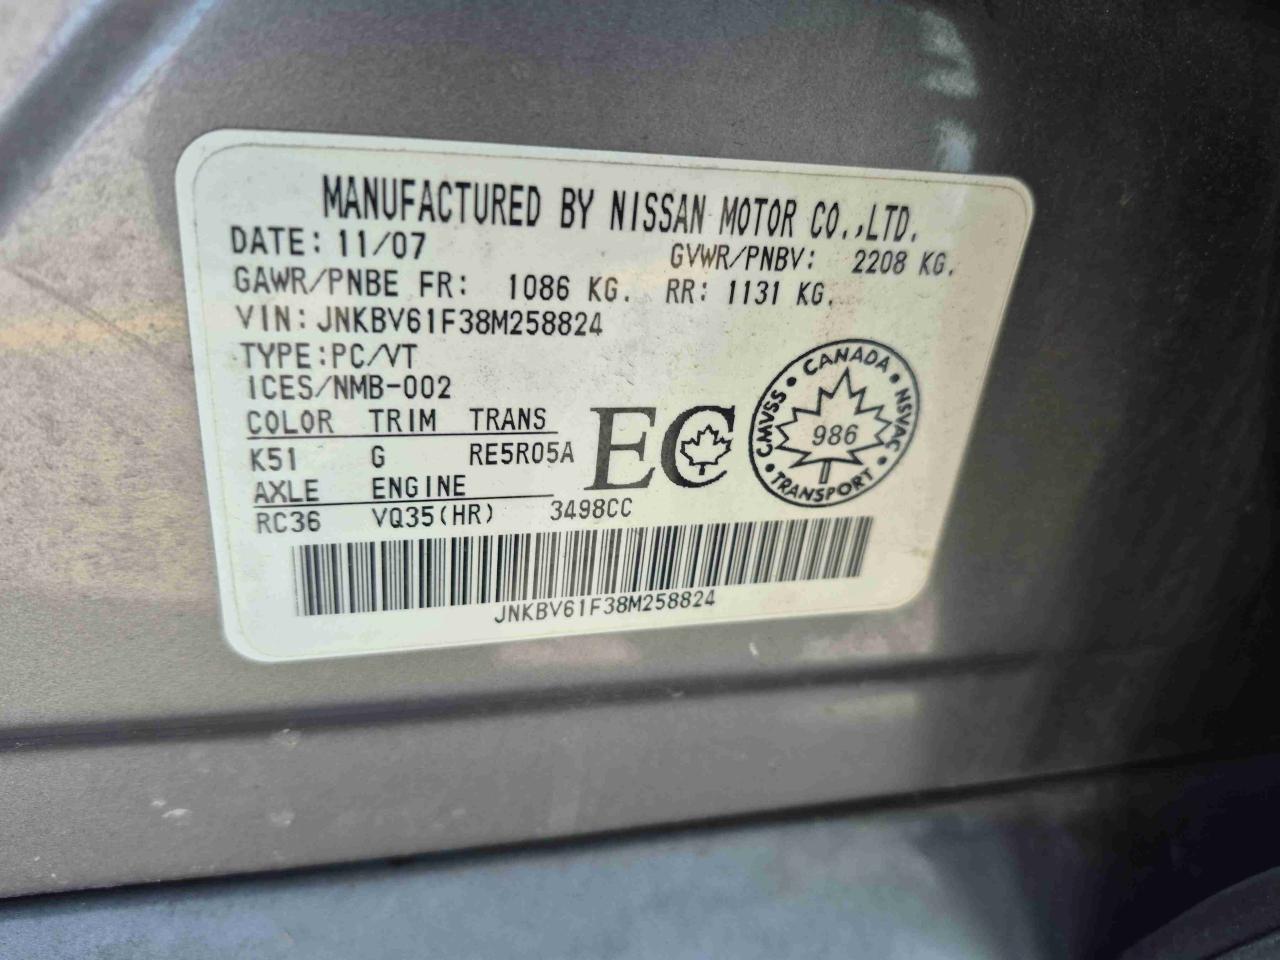 MANUFACTURED BY NISSAN MOTOR CO.,LTD.
DATE: 11/07 GVWR/PNBV: 2208 KG.
GAWR/PNBE FR: 1086 KG. RR: 1131 KG.
VIN: JNKBV61F38M258824
TYPE: PC/VT
ICES/NMB-002
COLOR TRIM TRANS
K51 G RE5R05A
AXLE ENGINE
RC36 VQ35(HR) 3498CC
EC
CANADA • NSVAC • TRANSPORT • CMVSS •
986
JNKBV61F38M258824